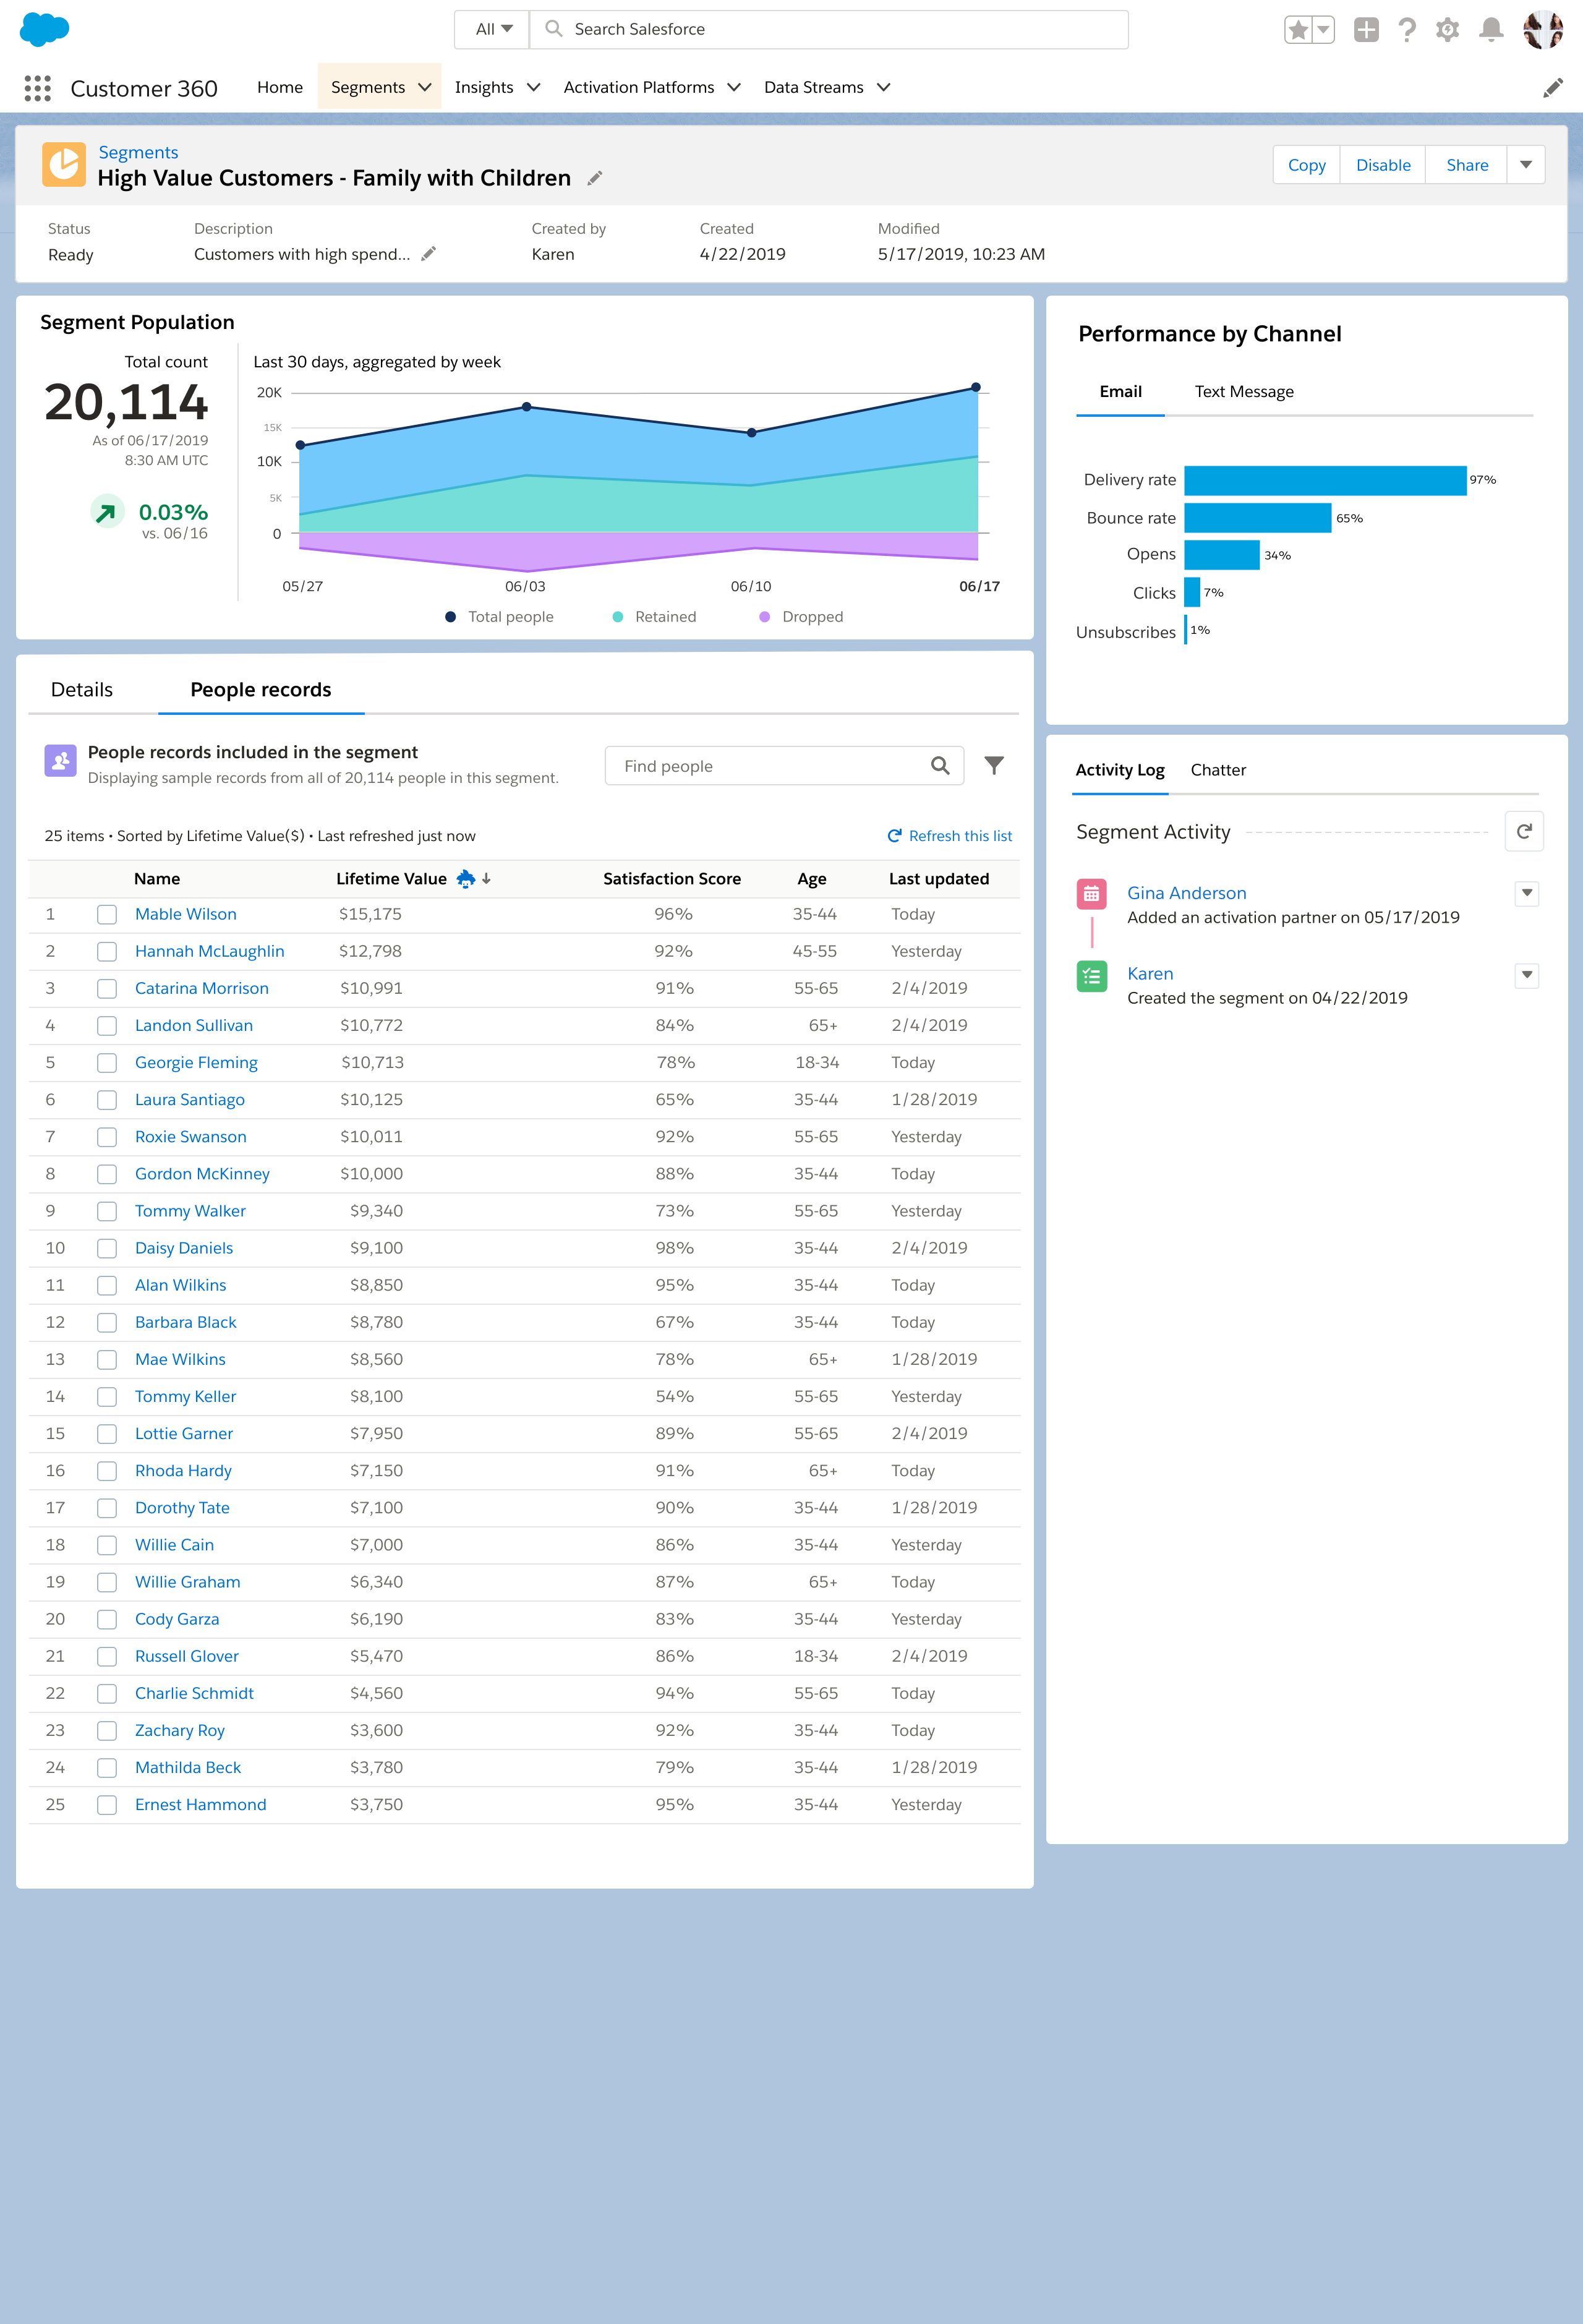 All
Search Salesforce
Customer 360
Home
Segments
Insights
Activation Platforms
Data Streams
Segments
High Value Customers - Family with Children
Copy
Disable
Share
Status
Description
Created by
Created
Modified
Ready
Customers with high spend...
Karen
4/22/2019
5/17/2019, 10:23 AM
Segment Population
Total count
20,114
As of 06/17/2019
8:30 AM UTC
0.03%
vs. 06/16
Last 30 days, aggregated by week
20K
15K
10K
5K
0
05/27
06/03
06/10
06/17
Total people
Retained
Dropped
Performance by Channel
Email
Text Message
Delivery rate 97%
Bounce rate 65%
Opens 34%
Clicks 7%
Unsubscribes 1%
Details
People records
People records included in the segment
Displaying sample records from all of 20,114 people in this segment.
Find people
25 items • Sorted by Lifetime Value($) • Last refreshed just now
Refresh this list
Name Lifetime Value Satisfaction Score Age Last updated
1 Mable Wilson $15,175 96% 35-44 Today
2 Hannah McLaughlin $12,798 92% 45-55 Yesterday
3 Catarina Morrison $10,991 91% 55-65 2/4/2019
4 Landon Sullivan $10,772 84% 65+ 2/4/2019
5 Georgie Fleming $10,713 78% 18-34 Today
6 Laura Santiago $10,125 65% 35-44 1/28/2019
7 Roxie Swanson $10,011 92% 55-65 Yesterday
8 Gordon McKinney $10,000 88% 35-44 Today
9 Tommy Walker $9,340 73% 55-65 Yesterday
10 Daisy Daniels $9,100 98% 35-44 2/4/2019
11 Alan Wilkins $8,850 95% 35-44 Today
12 Barbara Black $8,780 67% 35-44 Today
13 Mae Wilkins $8,560 78% 65+ 1/28/2019
14 Tommy Keller $8,100 54% 55-65 Yesterday
15 Lottie Garner $7,950 89% 55-65 2/4/2019
16 Rhoda Hardy $7,150 91% 65+ Today
17 Dorothy Tate $7,100 90% 35-44 1/28/2019
18 Willie Cain $7,000 86% 35-44 Yesterday
19 Willie Graham $6,340 87% 65+ Today
20 Cody Garza $6,190 83% 35-44 Yesterday
21 Russell Glover $5,470 86% 18-34 2/4/2019
22 Charlie Schmidt $4,560 94% 55-65 Today
23 Zachary Roy $3,600 92% 35-44 Today
24 Mathilda Beck $3,780 79% 35-44 1/28/2019
25 Ernest Hammond $3,750 95% 35-44 Yesterday
Activity Log
Chatter
Segment Activity
Gina Anderson
Added an activation partner on 05/17/2019
Karen
Created the segment on 04/22/2019